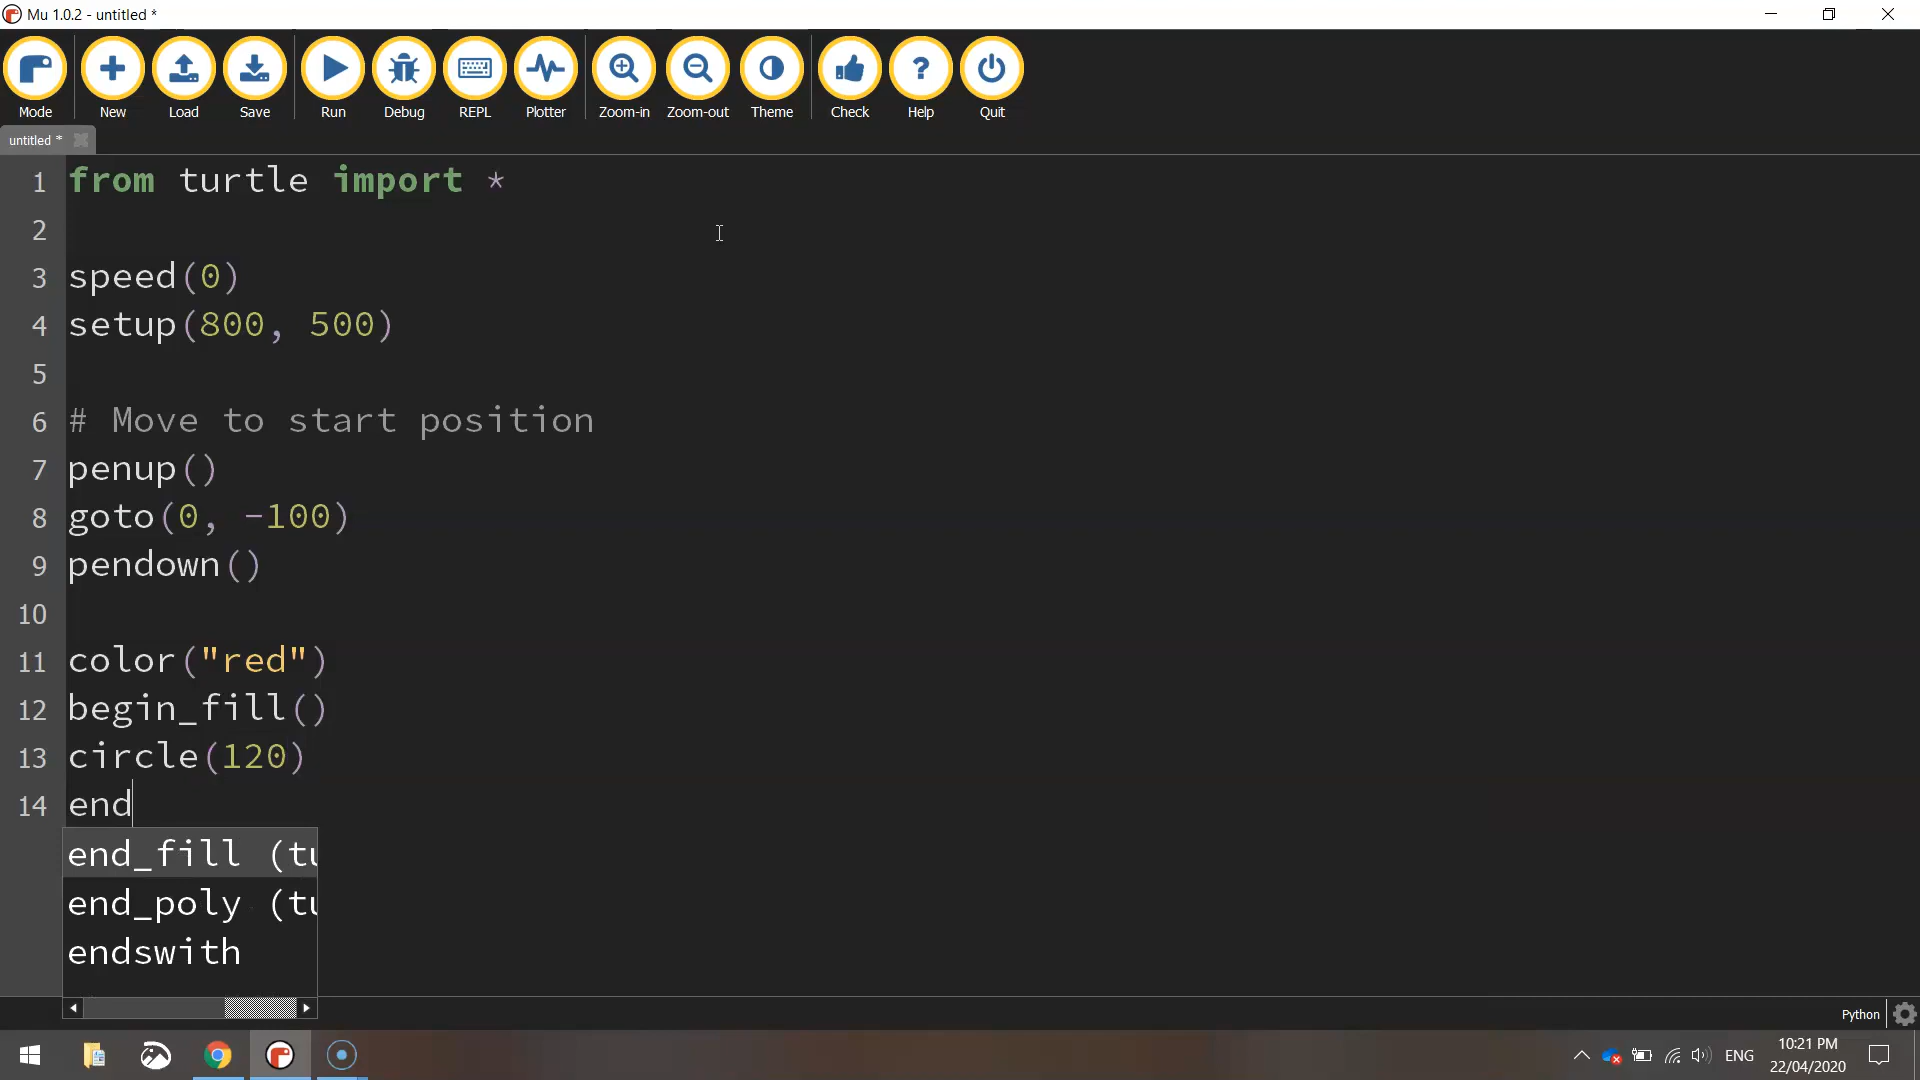 Mu 1.0.2 - untitled *
Mode New Load Save Run Debug REPL Plotter Zoom-in Zoom-out Theme Check Help Quit
untitled *
1 from turtle import *
2
3 speed(0)
4 setup(800, 500)
5
6 # Move to start position
7 penup()
8 goto(0, -100)
9 pendown()
10
11 color("red")
12 begin_fill()
13 circle(120)
14 end
end_fill (tu
end_poly (tu
endswith
Python
ENG
10:21 PM
22/04/2020